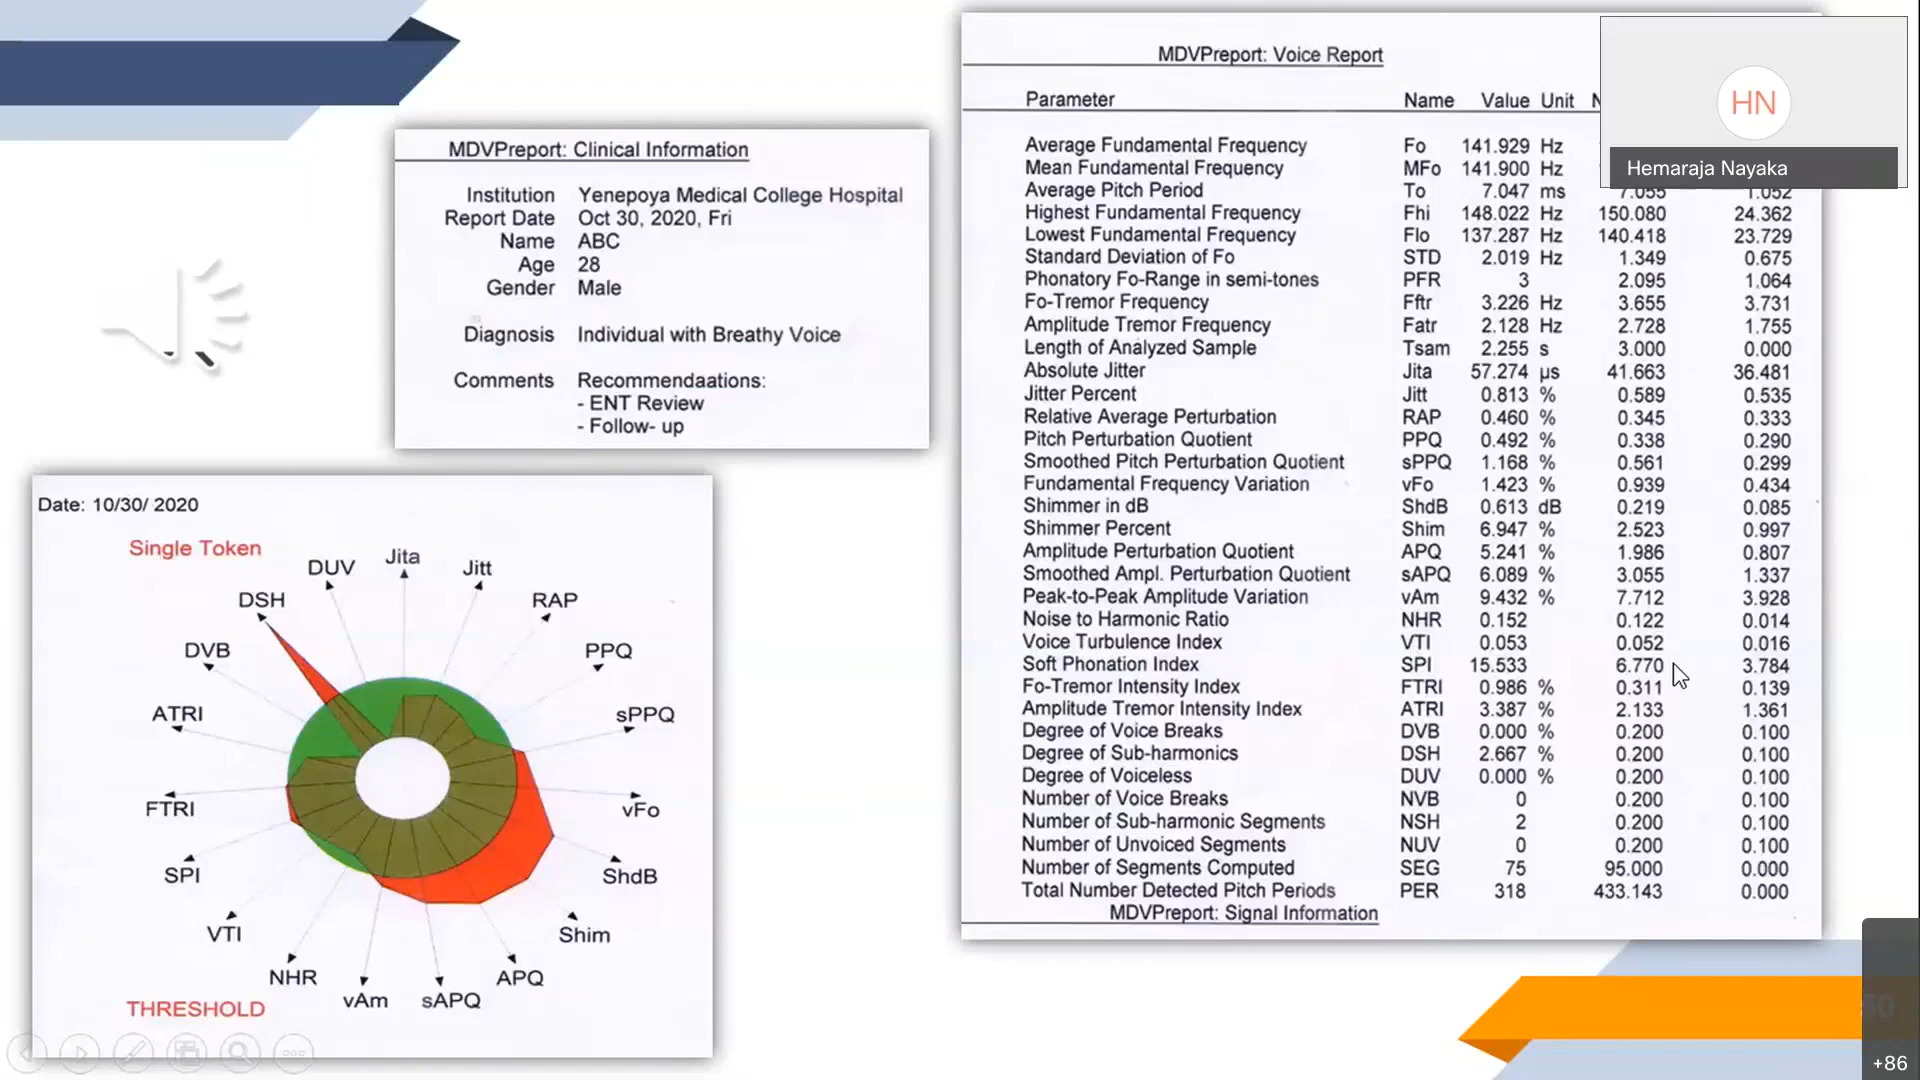 MDVPreport: Clinical Information
Institution Yenepoya Medical College Hospital
Report Date Oct 30, 2020, Fri
Name ABC
Age 28
Gender Male
Diagnosis Individual with Breathy Voice
Comments Recommendaations:
- ENT Review
- Follow- up
Date: 10/30/ 2020
Single Token
Jita
Jitt
RAP
PPQ
sPPQ
vFo
ShdB
Shim
APQ
sAPQ
vAm
NHR
VTI
SPI
FTRI
ATRI
DVB
DSH
DUV
THRESHOLD
MDVPreport: Voice Report
Parameter Name Value Unit
Average Fundamental Frequency Fo 141.929 Hz
Mean Fundamental Frequency MFo 141.900 Hz
Average Pitch Period To 7.047 ms 7.055 1.052
Highest Fundamental Frequency Fhi 148.022 Hz 150.080 24.362
Lowest Fundamental Frequency Flo 137.287 Hz 140.418 23.729
Standard Deviation of Fo STD 2.019 Hz 1.349 0.675
Phonatory Fo-Range in semi-tones PFR 3 2.095 1.064
Fo-Tremor Frequency Fftr 3.226 Hz 3.655 3.731
Amplitude Tremor Frequency Fatr 2.128 Hz 2.728 1.755
Length of Analyzed Sample Tsam 2.255 s 3.000 0.000
Absolute Jitter Jita 57.274 µs 41.663 36.481
Jitter Percent Jitt 0.813 % 0.589 0.535
Relative Average Perturbation RAP 0.460 % 0.345 0.333
Pitch Perturbation Quotient PPQ 0.492 % 0.338 0.290
Smoothed Pitch Perturbation Quotient sPPQ 1.168 % 0.561 0.299
Fundamental Frequency Variation vFo 1.423 % 0.939 0.434
Shimmer in dB ShdB 0.613 dB 0.219 0.085
Shimmer Percent Shim 6.947 % 2.523 0.997
Amplitude Perturbation Quotient APQ 5.241 % 1.986 0.807
Smoothed Ampl. Perturbation Quotient sAPQ 6.089 % 3.055 1.337
Peak-to-Peak Amplitude Variation vAm 9.432 % 7.712 3.928
Noise to Harmonic Ratio NHR 0.152 0.122 0.014
Voice Turbulence Index VTI 0.053 0.052 0.016
Soft Phonation Index SPI 15.533 6.770 3.784
Fo-Tremor Intensity Index FTRI 0.986 % 0.311 0.139
Amplitude Tremor Intensity Index ATRI 3.387 % 2.133 1.361
Degree of Voice Breaks DVB 0.000 % 0.200 0.100
Degree of Sub-harmonics DSH 2.667 % 0.200 0.100
Degree of Voiceless DUV 0.000 % 0.200 0.100
Number of Voice Breaks NVB 0 0.200 0.100
Number of Sub-harmonic Segments NSH 2 0.200 0.100
Number of Unvoiced Segments NUV 0 0.200 0.100
Number of Segments Computed SEG 75 95.000 0.000
Total Number Detected Pitch Periods PER 318 433.143 0.000
MDVPreport: Signal Information
HN
Hemaraja Nayaka
+86